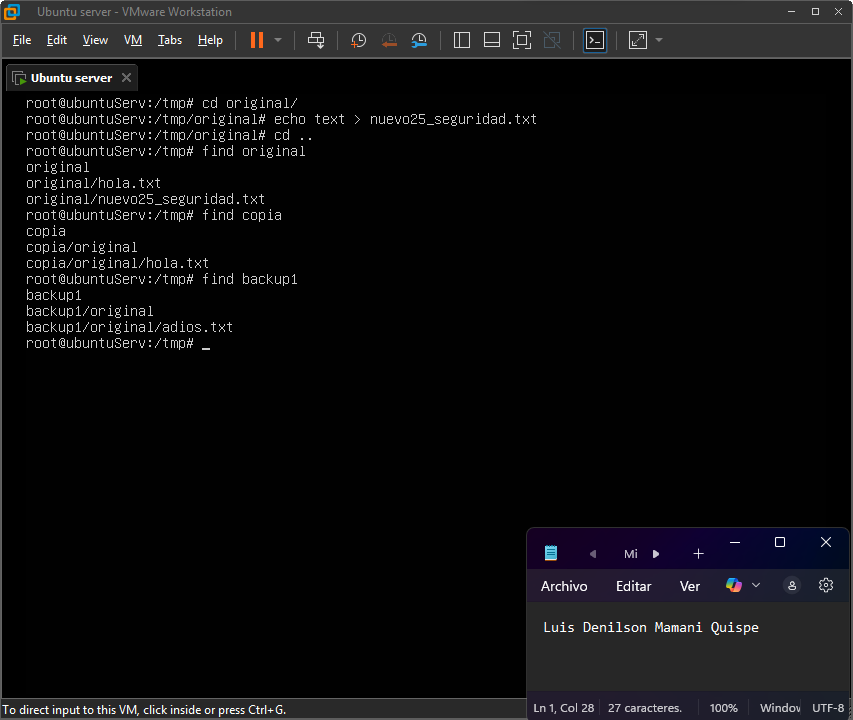 Ubuntu server - VMware Workstation
File Edit View VM Tabs Help
Ubuntu server
root@ubuntuServ:/tmp# cd original/
root@ubuntuServ:/tmp/original# echo text > nuevo25_seguridad.txt
root@ubuntuServ:/tmp/original# cd ..
root@ubuntuServ:/tmp# find original
original
original/hola.txt
original/nuevo25_seguridad.txt
root@ubuntuServ:/tmp# find copia
copia
copia/original
copia/original/hola.txt
root@ubuntuServ:/tmp# find backup1
backup1
backup1/original
backup1/original/adios.txt
root@ubuntuServ:/tmp# _
Mi
Archivo Editar Ver
Luis Denilson Mamani Quispe
Ln 1, Col 28 27 caracteres. 100% Window UTF-8
To direct input to this VM, click inside or press Ctrl+G.